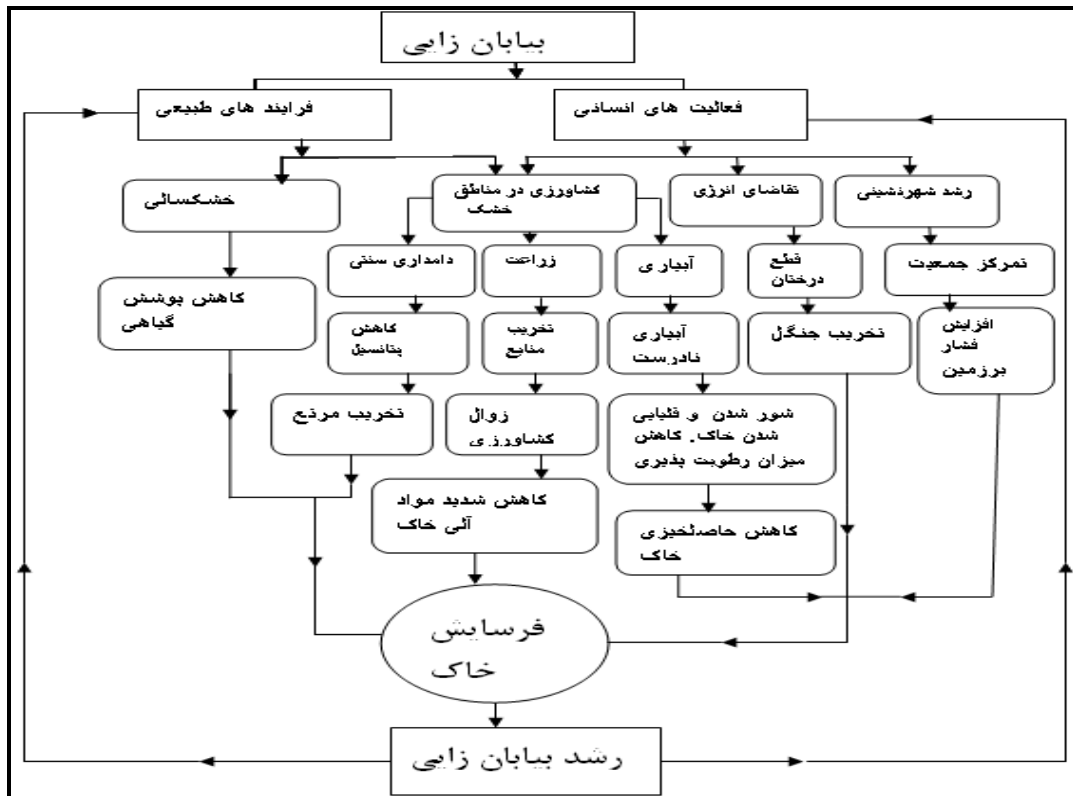 بیابان زایی
فعالیت های انسانی
فرایند های طبیعی
رشد شهرنشینی
تقاضای انرژی
کشاورزی در مناطق
خشک
خشکسالی
تمرکز جمعیت
قطع
درختان
آبیاری
زراعت
دامداری سنتی
کاهش پوشش
گیاهی
افزایش
فشار
برزمین
تخریب جنگل
آبیاری
نادرست
تخریب
منابع
کاهش
پتانسیل
شور شدن و قلیایی
شدن خاک. کاهش
میزان رطوبت پذیری
زوال
کشاورزی
تخریب مرتع
کاهش حاصلخیزی
خاک
کاهش شدید مواد
آلی خاک
فرسایش
خاک
رشد بیابان زایی